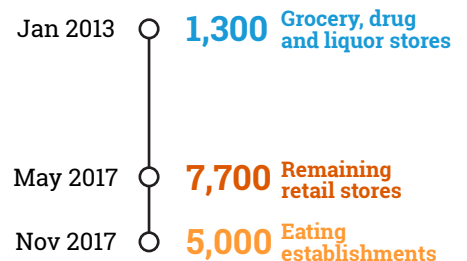 Jan 2013 1,300 Grocery, drug
and liquor stores
May 2017 7,700 Remaining
retail stores
Nov 2017 5,000 Eating
establishments